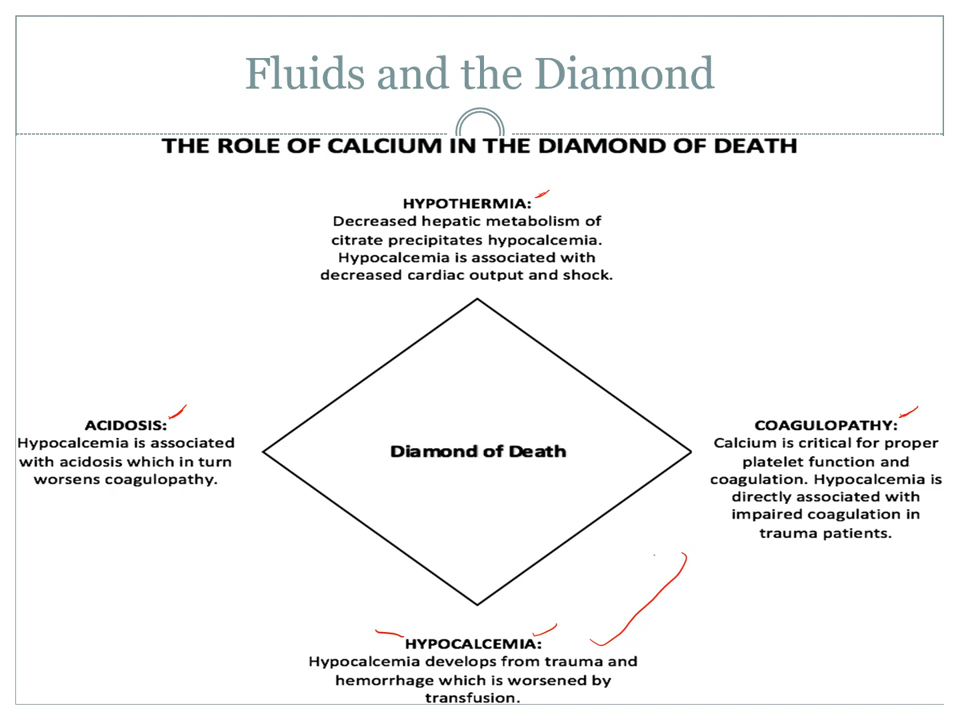 Fluids and the Diamond
THE ROLE OF CALCIUM IN THE DIAMOND OF DEATH
HYPOTHERMIA:
Decreased hepatic metabolism of
citrate precipitates hypocalcemia.
Hypocalcemia is associated with
decreased cardiac output and shock.
ACIDOSIS:
Hypocalcemia is associated
with acidosis which in turn
worsens coagulopathy.
Diamond of Death
COAGULOPATHY:
Calcium is critical for proper
platelet function and
coagulation. Hypocalcemia is
directly associated with
impaired coagulation in
trauma patients.
HYPOCALCEMIA:
Hypocalcemia develops from trauma and
hemorrhage which is worsened by
transfusion.